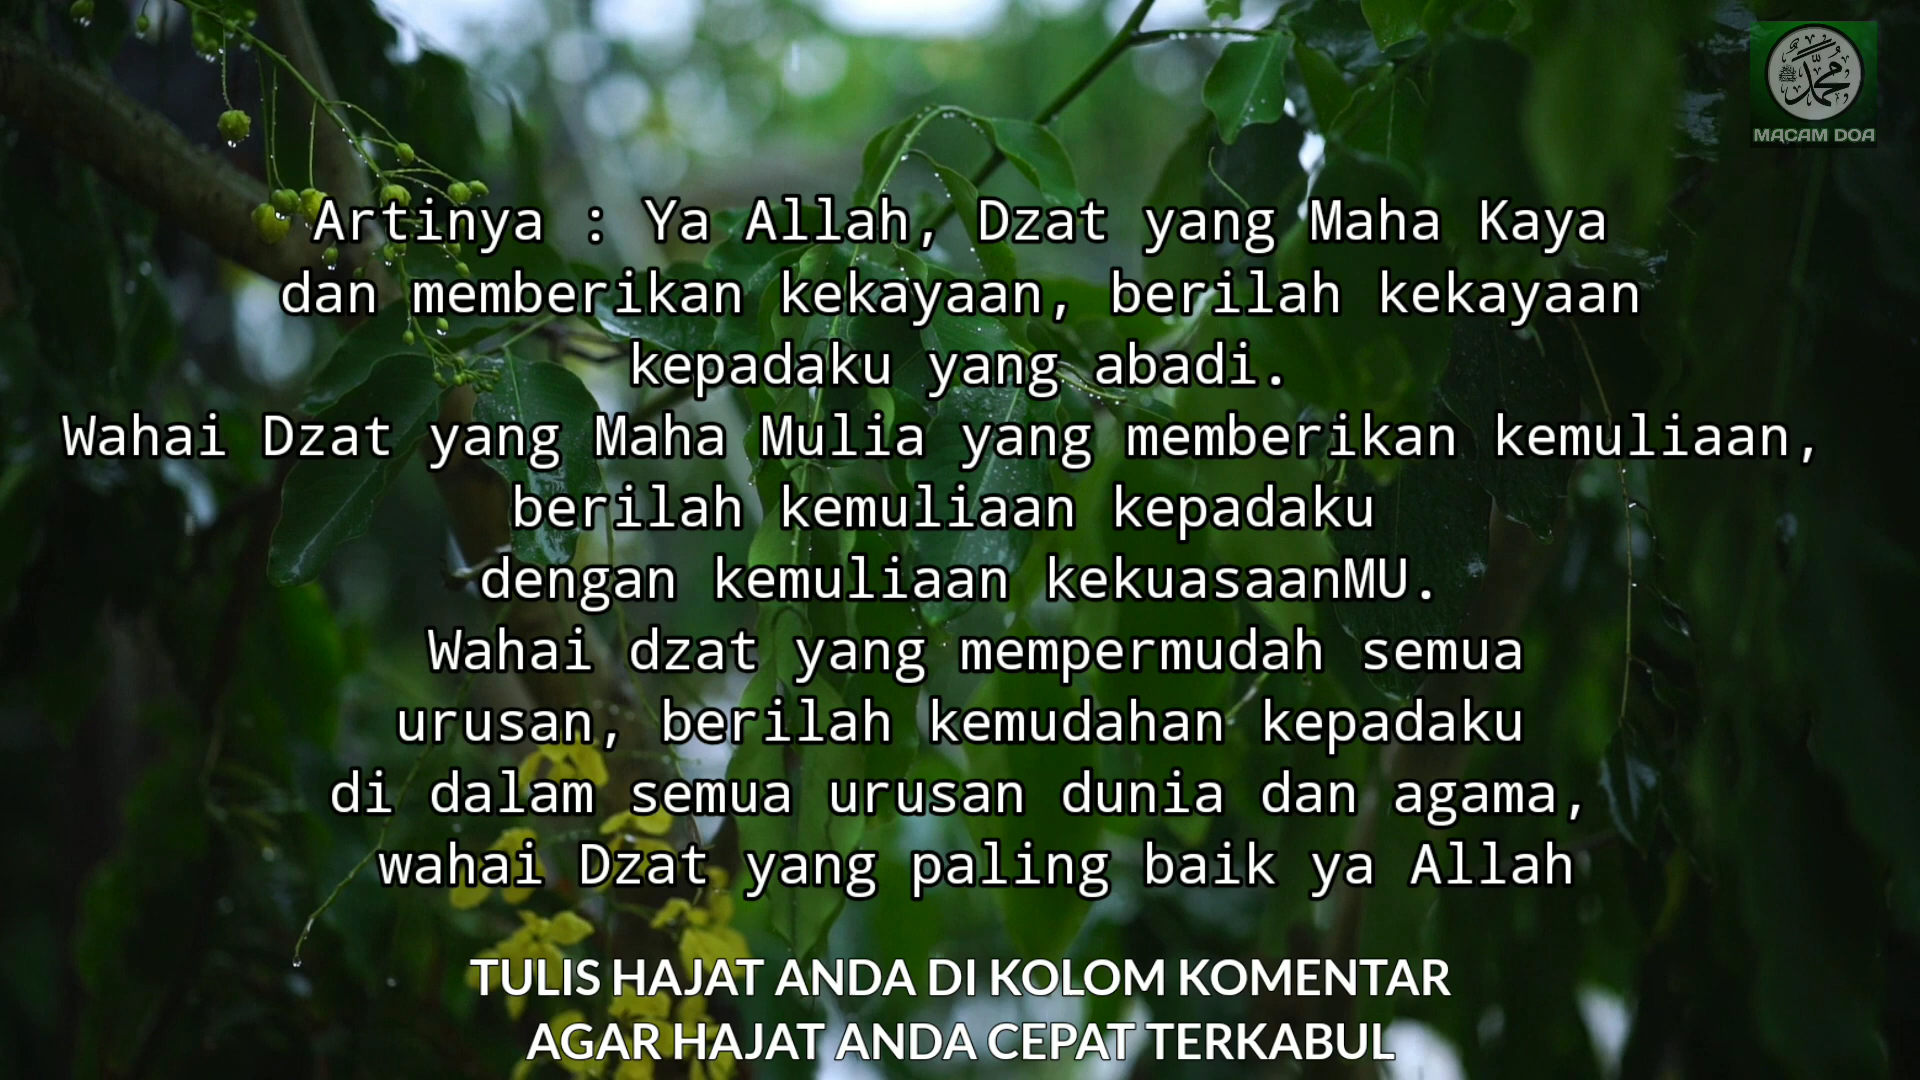 MACAM DOA
Artinya : Ya Allah, Dzat yang Maha Kaya
dan memberikan kekayaan, berilah kekayaan
kepadaku yang abadi.
Wahai Dzat yang Maha Mulia yang memberikan kemuliaan,
berilah kemuliaan kepadaku
dengan kemuliaan kekuasaanMU.
Wahai dzat yang mempermudah semua
urusan, berilah kemudahan kepadaku
di dalam semua urusan dunia dan agama,
wahai Dzat yang paling baik ya Allah
TULIS HAJAT ANDA DI KOLOM KOMENTAR
AGAR HAJAT ANDA CEPAT TERKABUL